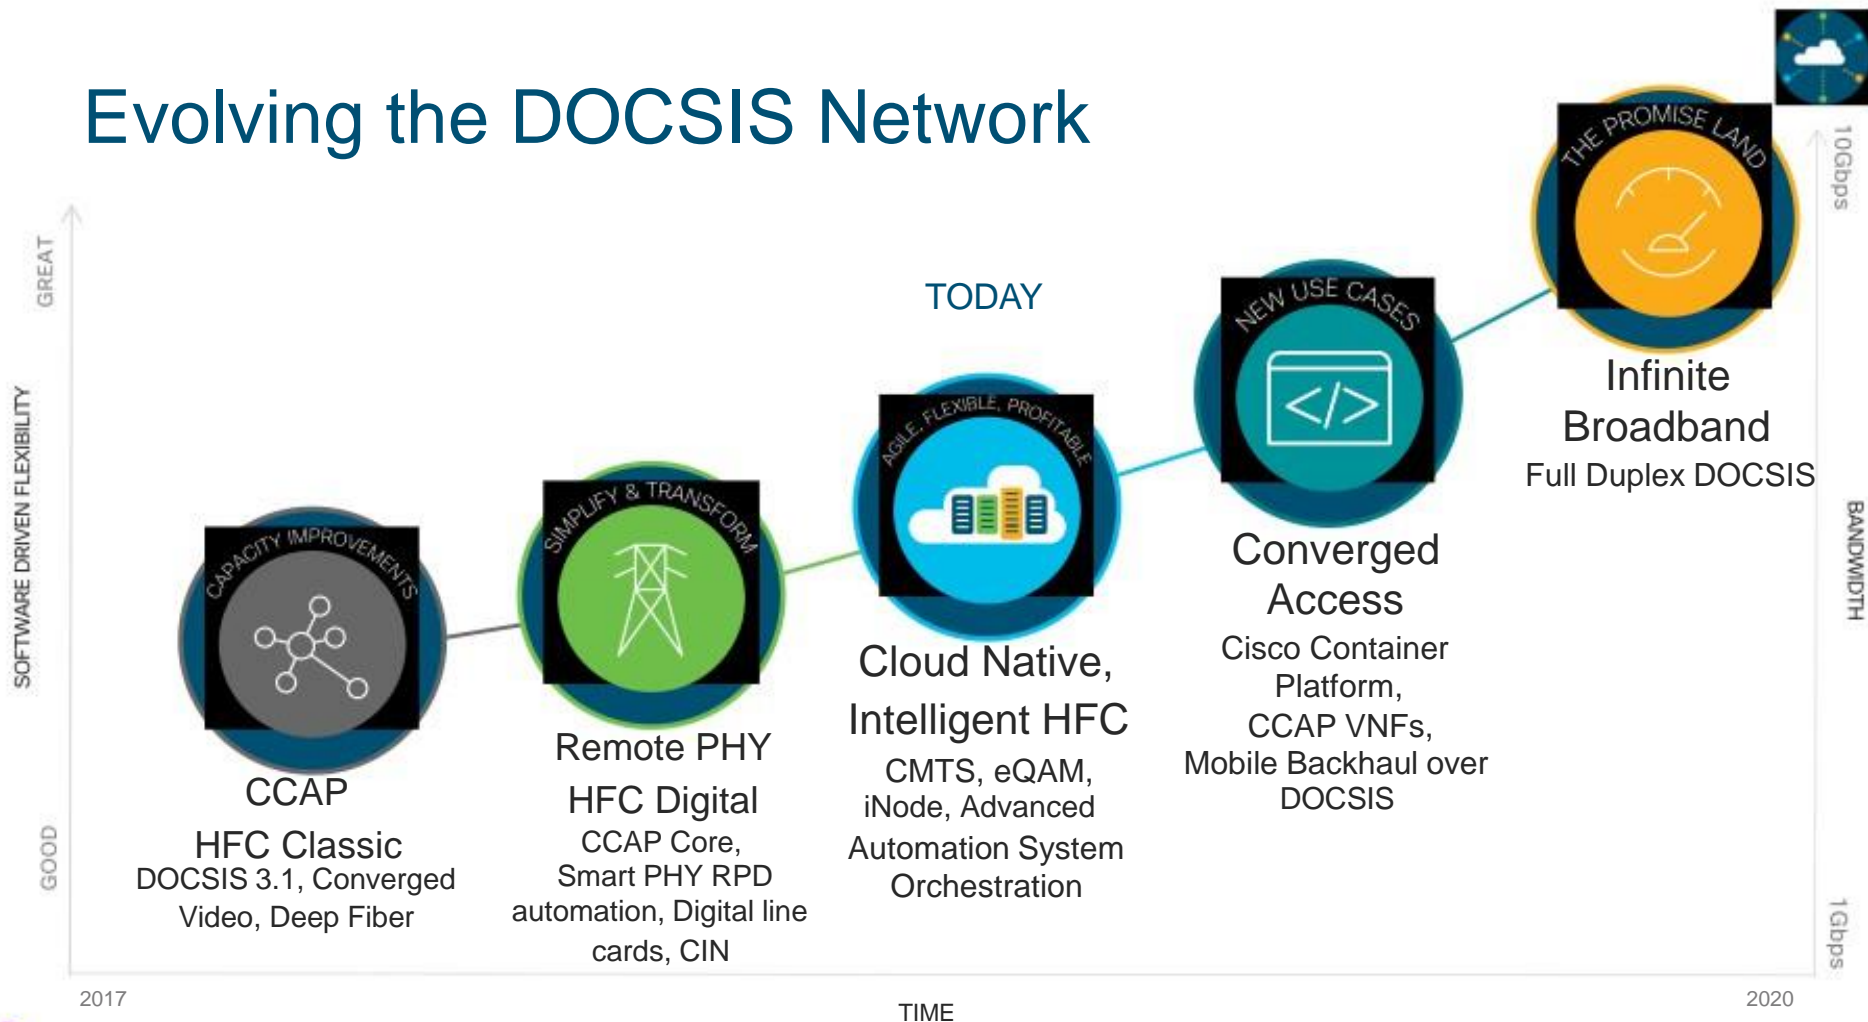 Evolving the DOCSIS Network
GREAT
SOFTWARE DRIVEN FLEXIBILITY
GOOD
CAPACITY IMPROVEMENTS
CCAP
HFC Classic
DOCSIS 3.1, Converged
Video, Deep Fiber
SIMPLIFY & TRANSFORM
Remote PHY
HFC Digital
CCAP Core,
Smart PHY RPD
automation, Digital line
cards, CIN
TODAY
AGILE, FLEXIBLE, PROFITABLE
Cloud Native,
Intelligent HFC
CMTS, eQAM,
iNode, Advanced
Automation System
Orchestration
NEW USE CASES
</>
Converged
Access
Cisco Container
Platform,
CCAP VNFs,
Mobile Backhaul over
DOCSIS
THE PROMISE LAND
Infinite
Broadband
Full Duplex DOCSIS
10Gbps
BANDWIDTH
1Gbps
2017
TIME
2020